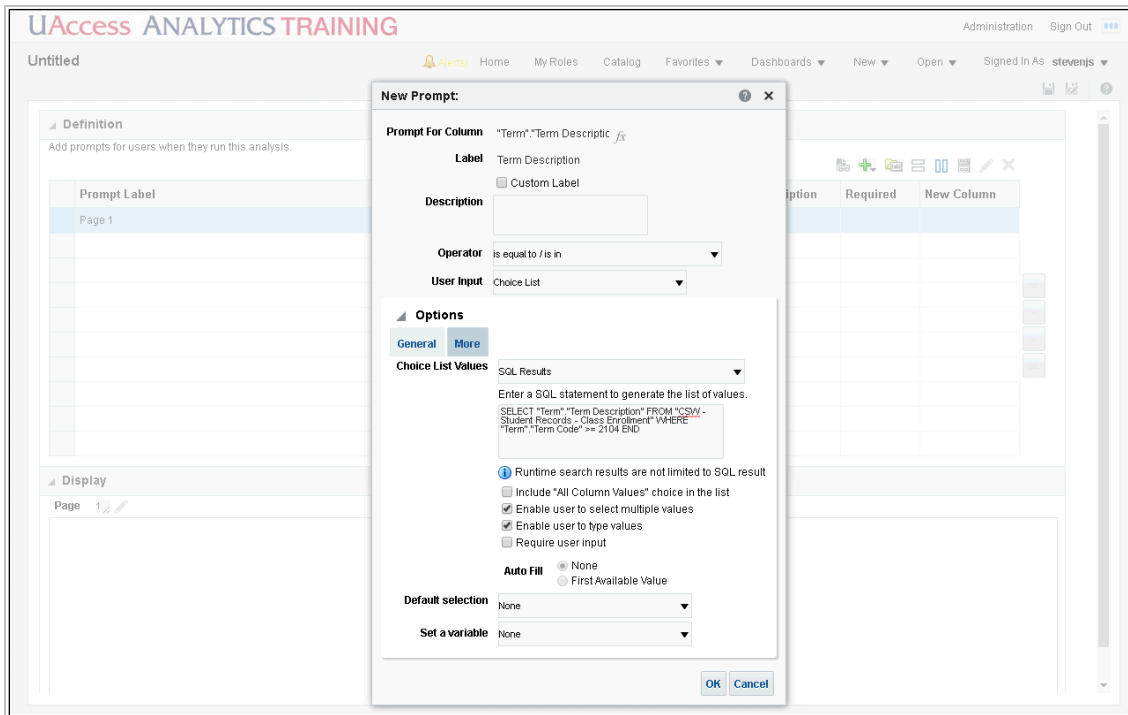 UAccess ANALYTICS TRAINING
Administration Sign Out
Untitled
Alerts! Home My Roles Catalog Favorites Dashboards New Open Signed In As stevenjs
New Prompt:
Definition
Add prompts for users when they run this analysis.
Prompt Label
iption Required New Column
Page 1
Prompt For Column "Term"."Term Descriptic fx
Label Term Description
Custom Label
Description
Operator is equal to / is in
User Input Choice List
Options
General More
Choice List Values SQL Results
Enter a SQL statement to generate the list of values.
SELECT "Term"."Term Description" FROM "CSW -
Student Records - Class Enrollment" WHERE
"Term"."Term Code" >= 2104 END
Runtime search results are not limited to SQL result
Include "All Column Values" choice in the list
Enable user to select multiple values
Enable user to type values
Require user input
Auto Fill None
First Available Value
Default selection None
Set a variable None
OK Cancel
Display
Page 1